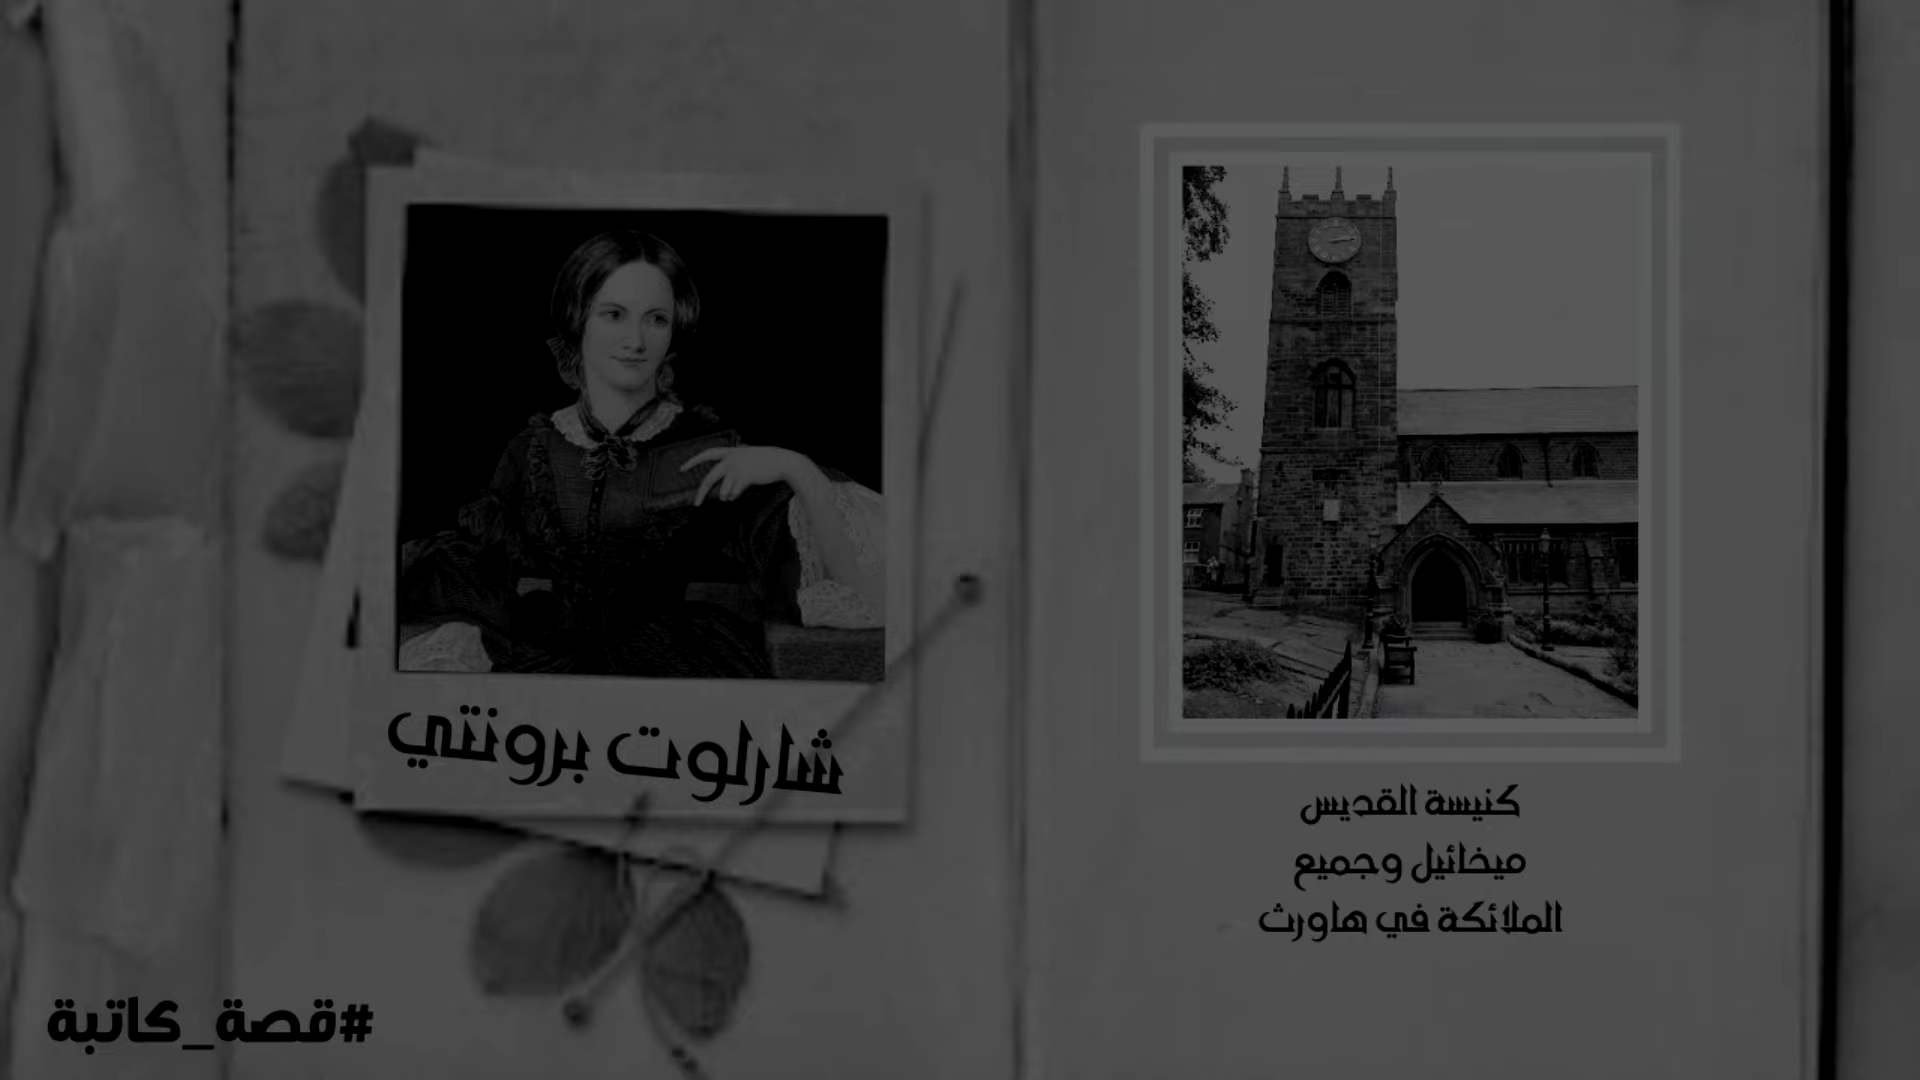 شارلوت برونتي
كنيسة القديس
ميخائيل وجميع
الملائكة في هاورث
#قصة_كاتبة